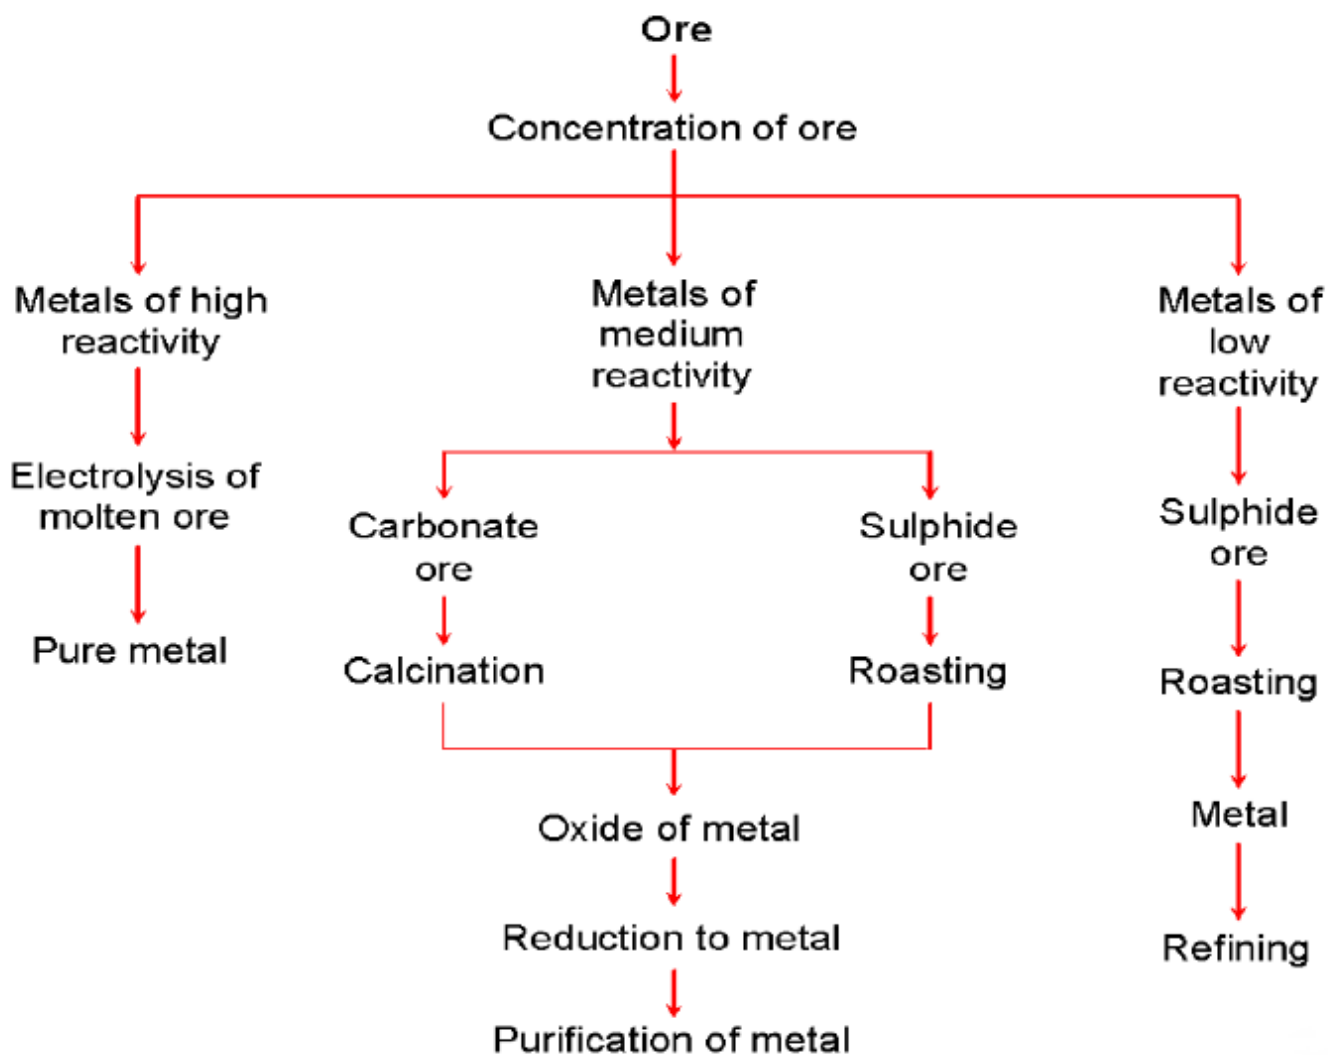 Ore
Concentration of ore
Metals of high
reactivity
Metals of
medium
reactivity
Metals of
low
reactivity
Electrolysis of
molten ore
Carbonate
ore
Sulphide
ore
Sulphide
ore
Pure metal
Calcination
Roasting
Roasting
Oxide of metal
Metal
Reduction to metal
Refining
Purification of metal